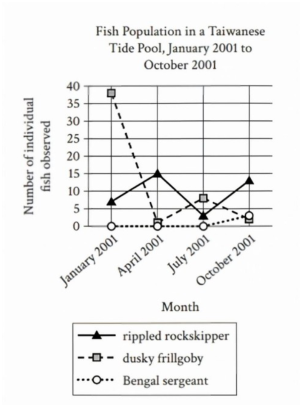 Fish Population in a Taiwanese
Tide Pool, January 2001 to
October 2001
Number of individual
fish observed
40
35
30
25
20
15
10
5
0
January 2001
April 2001
July 2001
October 2001
Month
rippled rockskipper
dusky frillgoby
Bengal sergeant